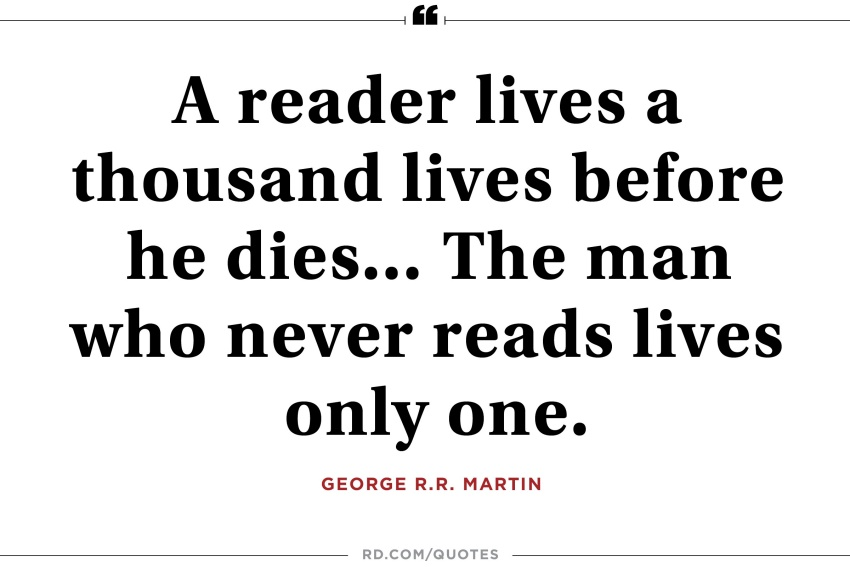 ❝
A reader lives a
thousand lives before
he dies... The man
who never reads lives
only one.
GEORGE R.R. MARTIN
RD.COM/QUOTES